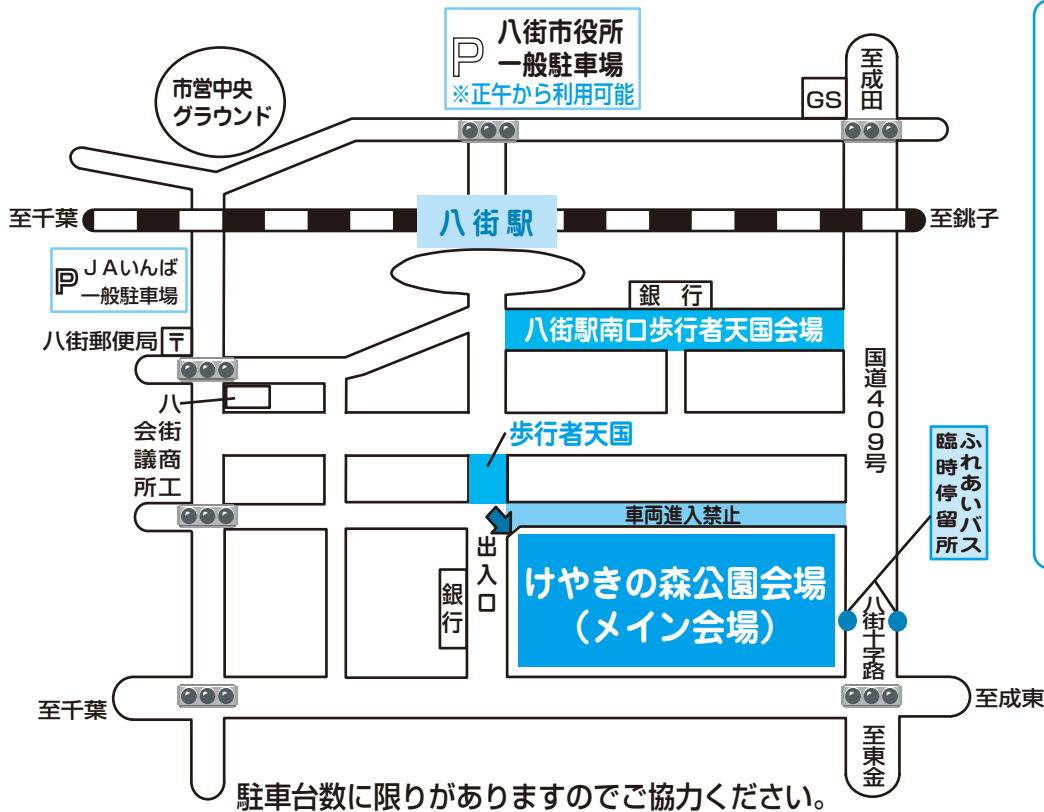 P
八街市役所
一般駐車場
※正午から利用可能
市営中央
グラウンド
GS
至成田
至千葉
八街駅
至銚子
P
JAいんば
一般駐車場
銀 行
八街駅南口歩行者天国会場
八街郵便局
〒
国道409号
八街商工
会議所
歩行者天国
ふれあいバス
臨時停留所
車両進入禁止
出入口
けやきの森公園会場
（メイン会場）
銀行
八街十字路
至千葉
至成東
至東金
駐車台数に限りがありますのでご協力ください。